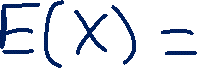 E(X) =